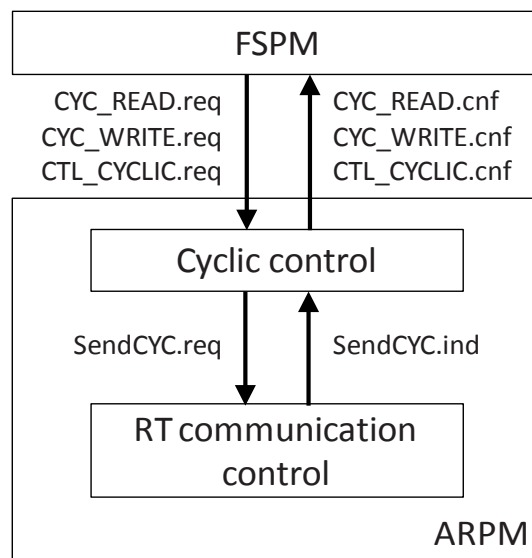 FSPM
CYC_READ.req
CYC_WRITE.req
CTL_CYCLIC.req
CYC_READ.cnf
CYC_WRITE.cnf
CTL_CYCLIC.cnf
Cyclic control
SendCYC.req
SendCYC.ind
RT communication
control
ARPM